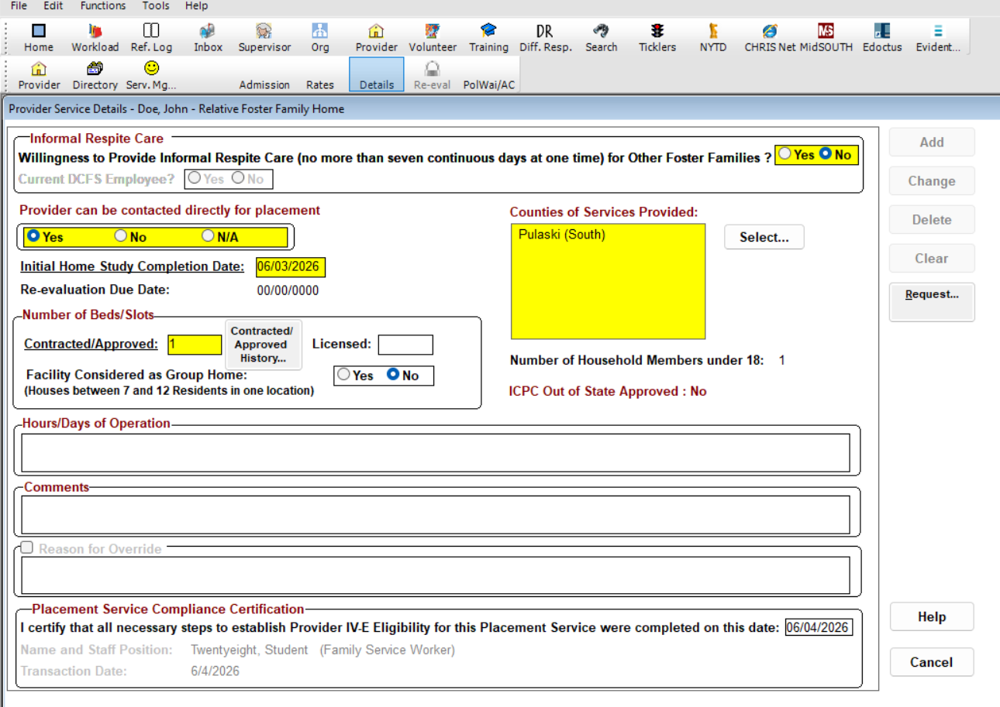 File Edit Functions Tools Help
Home Workload Ref. Log Inbox Supervisor Org Provider Volunteer Training DR Diff. Resp. Search Ticklers NYTD CHRIS Net MS MidSOUTH Edoctus Evident...
Provider Directory Serv. Mg... Admission Rates Details Re-eval PolWai/AC
Provider Service Details - Doe, John - Relative Foster Family Home
Informal Respite Care
Willingness to Provide Informal Respite Care (no more than seven continuous days at one time) for Other Foster Families ? Yes No
Current DCFS Employee? Yes No
Provider can be contacted directly for placement
Yes No N/A
Initial Home Study Completion Date: 06/03/2026
Re-evaluation Due Date: 00/00/0000
Number of Beds/Slots
Contracted/Approved: 1
Contracted/
Approved
History...
Licensed:
Facility Considered as Group Home: Yes No
(Houses between 7 and 12 Residents in one location)
Counties of Services Provided:
Pulaski (South)
Select...
Number of Household Members under 18: 1
ICPC Out of State Approved : No
Hours/Days of Operation
Comments
Reason for Override
Placement Service Compliance Certification
I certify that all necessary steps to establish Provider IV-E Eligibility for this Placement Service were completed on this date: 06/04/2026
Name and Staff Position: Twentyeight, Student (Family Service Worker)
Transaction Date: 6/4/2026
Add
Change
Delete
Clear
Request...
Help
Cancel